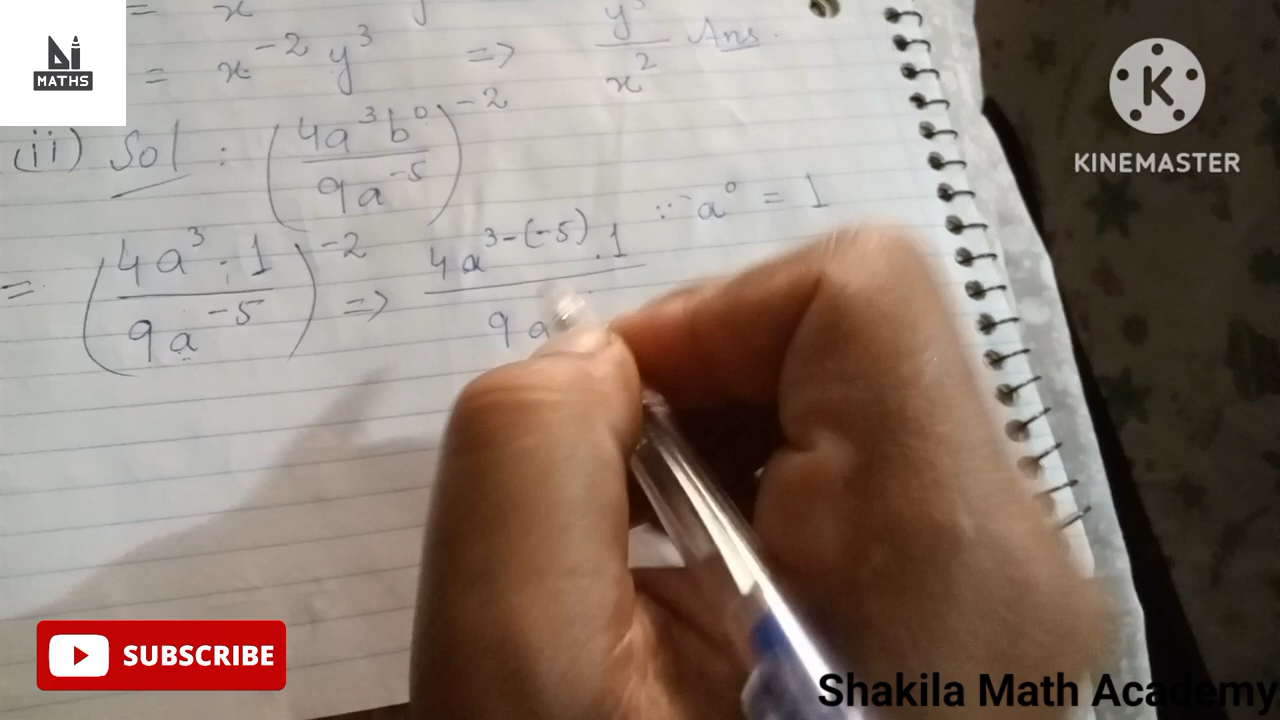 = x y
= x⁻² y³ => y³/x² Ans.
(ii) Sol : (4a³b⁰/9a⁻⁵)⁻²
∵ a⁰ = 1
= (4a³·1/9a⁻⁵)⁻² => 4a³⁻⁽⁻⁵⁾·1/9a
MATHS
KINEMASTER
SUBSCRIBE
Shakila Math Academy